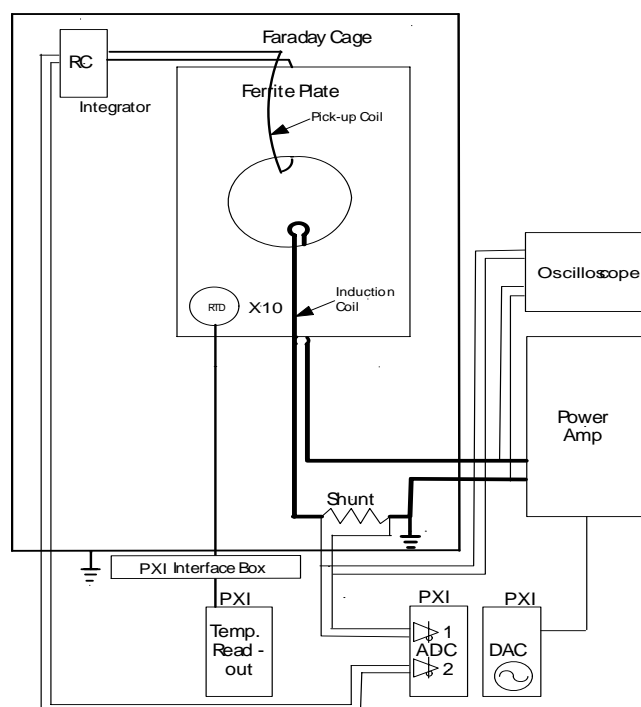 Faraday Cage
RC
Integrator
Ferrite Plate
Pick-up Coil
RTD
X10
Induction
Coil
Oscilloscope
Power
Amp
Shunt
PXI Interface Box
PXI
Temp.
Read -
out
PXI
1
ADC
2
PXI
DAC